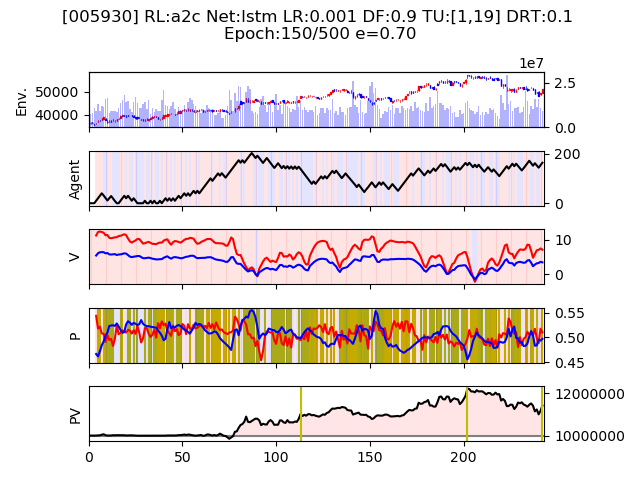 [005930] RL:a2c Net:lstm LR:0.001 DF:0.9 TU:[1,19] DRT:0.1
Epoch:150/500 e=0.70
1e7
Env.
50000
40000
2.5
0.0
Agent
200
0
V
10
0
P
0.55
0.50
0.45
PV
12000000
10000000
0 50 100 150 200